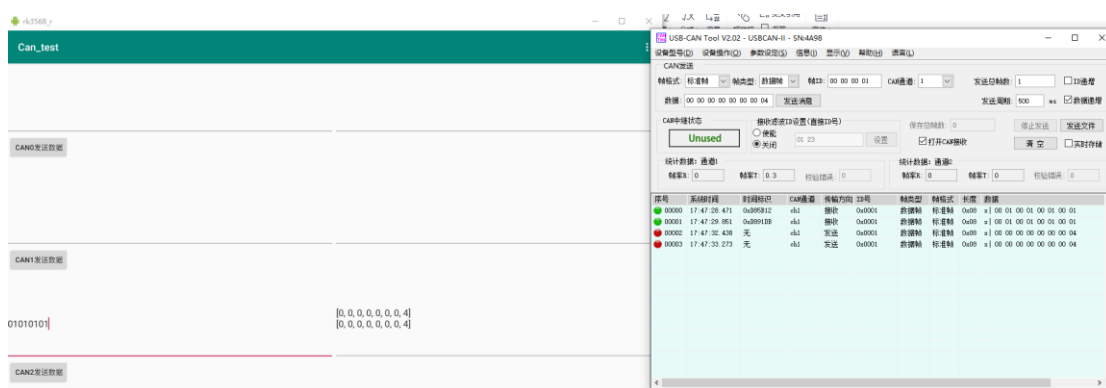 rk3568_r
Can_test
CAN0发送数据
CAN1发送数据
01010101
[0, 0, 0, 0, 0, 0, 0, 4]
[0, 0, 0, 0, 0, 0, 0, 4]
CAN2发送数据
USB-CAN Tool V2.02 - USBCAN-II - SN:4A98
设备型号(D) 设备操作(O) 参数设定(S) 信息(I) 显示(V) 帮助(H) 语言(L)
CAN发送
帧格式: 标准帧 帧类型: 数据帧 帧ID: 00 00 00 01 CAN通道: 1 发送总帧数: 1 ID递增
数据: 00 00 00 00 00 00 00 04 发送消息 发送周期: 500 ms 数据递增
CAN中继状态 接收滤波ID设置(直接ID号) 保存总帧数: 0 停止发送 发送文件
Unused 使能 关闭 01 23 设置 打开CAN接收 清 空 实时存储
统计数据: 通道1 统计数据: 通道2
帧率R: 0 帧率T: 0.3 校验错误: 0 帧率R: 0 帧率T: 0 校验错误: 0
序号 系统时间 时间标识 CAN通道 传输方向 ID号 帧类型 帧格式 长度 数据
00000 17:47:28.471 0xD85B12 ch1 接收 0x0001 数据帧 标准帧 0x08 x| 00 01 00 01 00 01 00 01
00001 17:47:29.851 0xD891DB ch1 接收 0x0001 数据帧 标准帧 0x08 x| 00 01 00 01 00 01 00 01
00002 17:47:32.438 无 ch1 发送 0x0001 数据帧 标准帧 0x08 x| 00 00 00 00 00 00 00 04
00003 17:47:33.273 无 ch1 发送 0x0001 数据帧 标准帧 0x08 x| 00 00 00 00 00 00 00 04